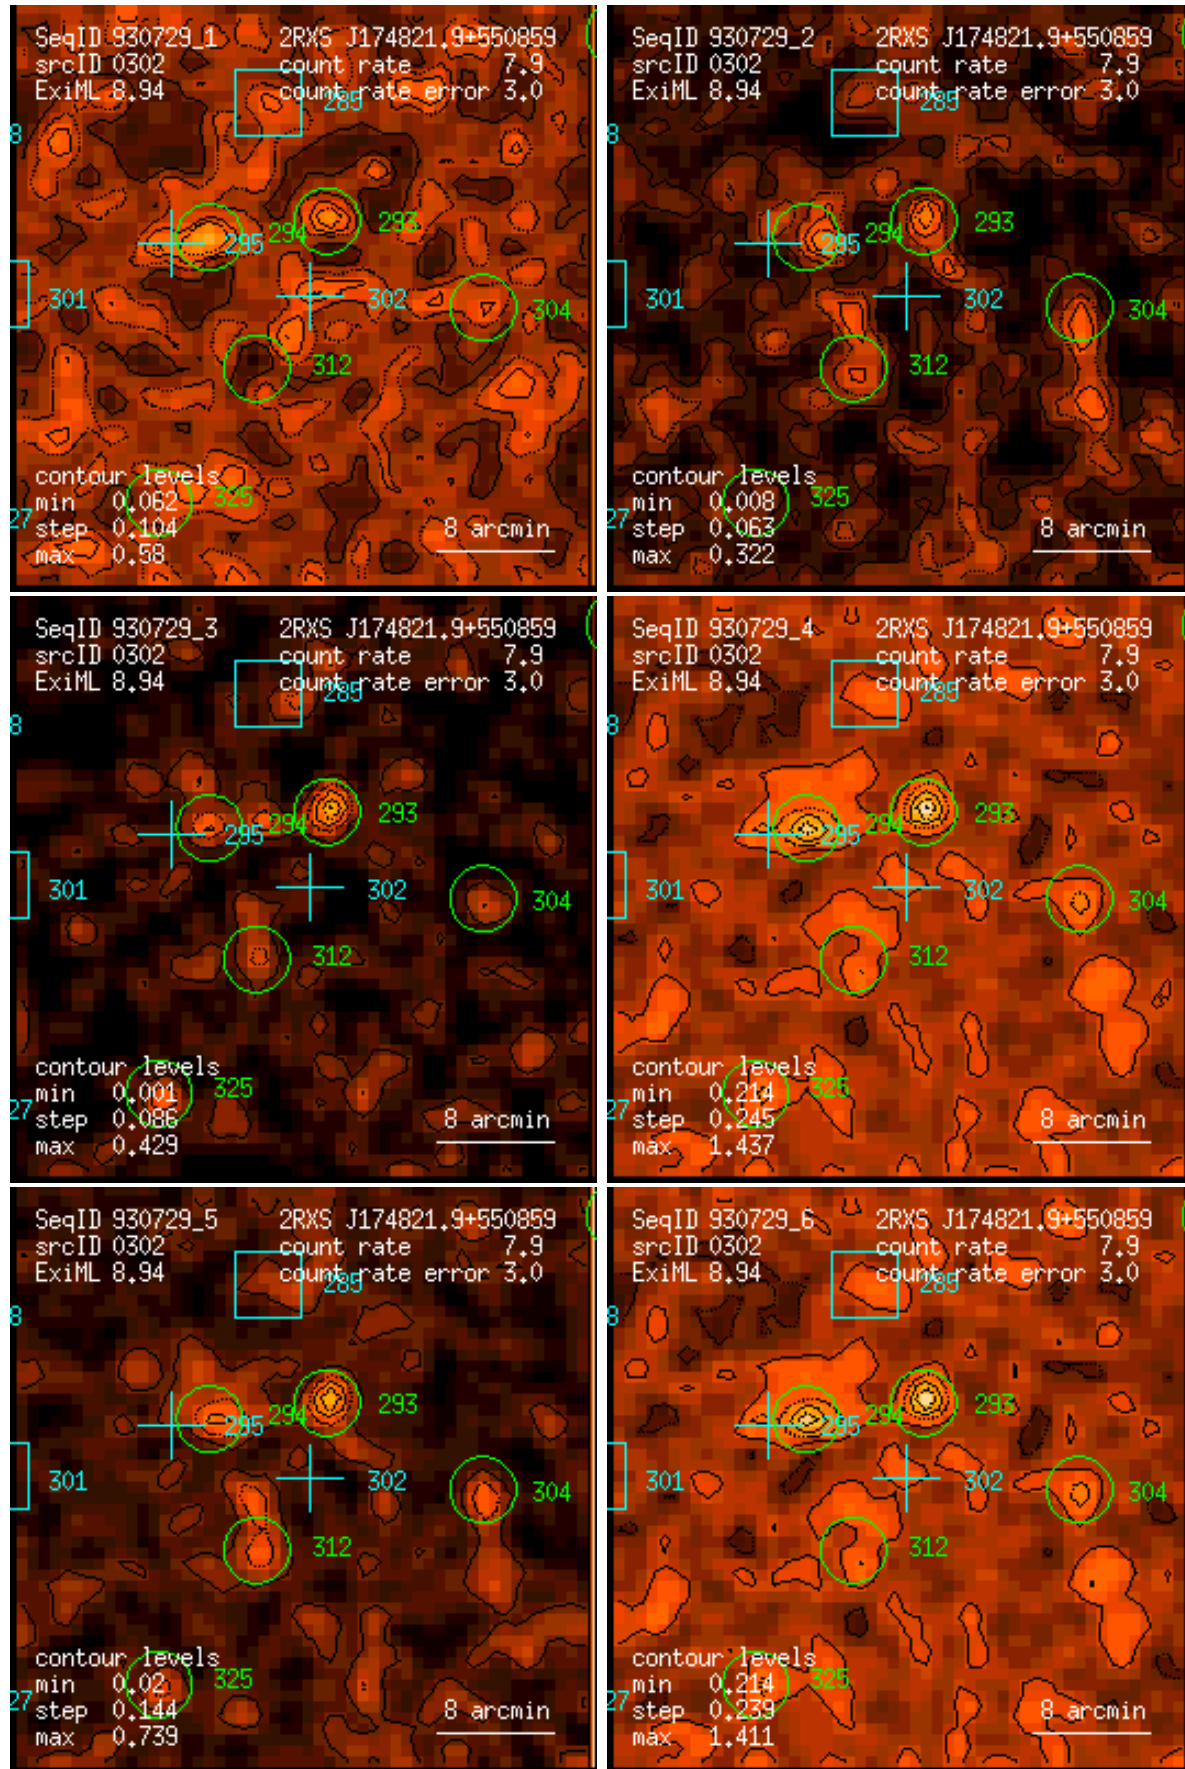 SeqID 930729_1 2RXS J174821.9+550859
srcID 0302 count rate 7.9
ExiML 8.94 count rate error 3.0
285
8
294 293
295
301 302 304
312
contour levels
min 0.062 325
27 step 0.104 8 arcmin
max 0.58
SeqID 930729_2 2RXS J174821.9+550859
srcID 0302 count rate 7.9
ExiML 8.94 count rate error 3.0
285
8
294 293
295
301 302 304
312
contour levels
min 0.008 325
27 step 0.063 8 arcmin
max 0.322
SeqID 930729_3 2RXS J174821.9+550859
srcID 0302 count rate 7.9
ExiML 8.94 count rate error 3.0
285
8
294 293
295
301 302 304
312
contour levels
min 0.001 325
27 step 0.086 8 arcmin
max 0.429
SeqID 930729_4 2RXS J174821.9+550859
srcID 0302 count rate 7.9
ExiML 8.94 count rate error 3.0
285
8
294 293
295
301 302 304
312
contour levels
min 0.214 325
27 step 0.245 8 arcmin
max 1.437
SeqID 930729_5 2RXS J174821.9+550859
srcID 0302 count rate 7.9
ExiML 8.94 count rate error 3.0
285
8
294 293
295
301 302 304
312
contour levels
min 0.02 325
27 step 0.144 8 arcmin
max 0.739
SeqID 930729_6 2RXS J174821.9+550859
srcID 0302 count rate 7.9
ExiML 8.94 count rate error 3.0
285
8
294 293
295
301 302 304
312
contour levels
min 0.214 325
27 step 0.239 8 arcmin
max 1.411